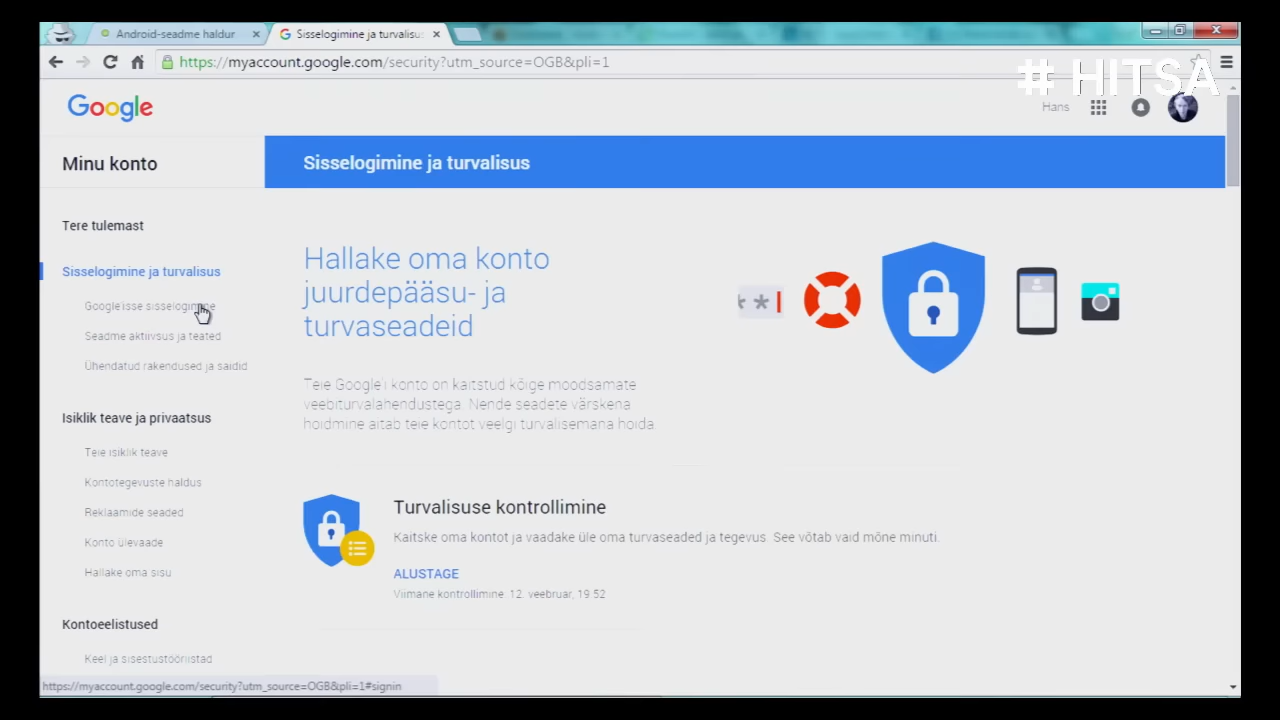 Android-seadme haldur
Sisselogimine ja turvalisus
https://myaccount.google.com/security?utm_source=OGB&pli=1
# HITSA
Google
Hans
Minu konto
Sisselogimine ja turvalisus
Tere tulemast
Sisselogimine ja turvalisus
Google'isse sisselogimine
Seadme aktiivsus ja teated
Ühendatud rakendused ja saidid
Isiklik teave ja privaatsus
Teie isiklik teave
Kontotegevuste haldus
Reklaamide seaded
Konto ülevaade
Hallake oma sisu
Kontoeelistused
Keel ja sisestustööriistad
Hallake oma konto
juurdepääsu- ja
turvaseadeid
Teie Google'i konto on kaitstud kõige moodsamate
veebiturvalahendustega. Nende seadete värskena
hoidmine aitab teie kontot veelgi turvalisemana hoida.
Turvalisuse kontrollimine
Kaitske oma kontot ja vaadake üle oma turvaseaded ja tegevus. See võtab vaid mõne minuti.
ALUSTAGE
Viimane kontrollimine: 12. veebruar, 19:52
https://myaccount.google.com/security?utm_source=OGB&pli=1#signin